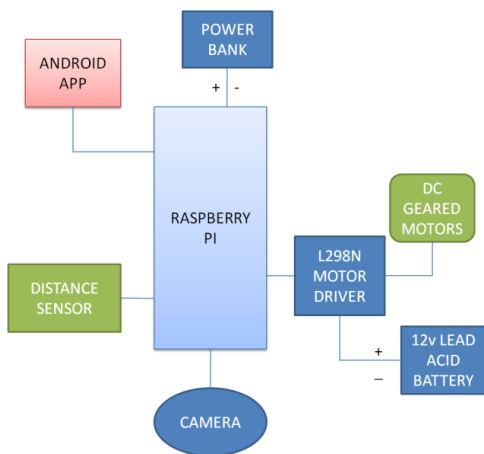 POWER
BANK
ANDROID
APP
+ -
RASPBERRY
PI
DC
GEARED
MOTORS
L298N
MOTOR
DRIVER
DISTANCE
SENSOR
12v LEAD
ACID
BATTERY
+
–
CAMERA